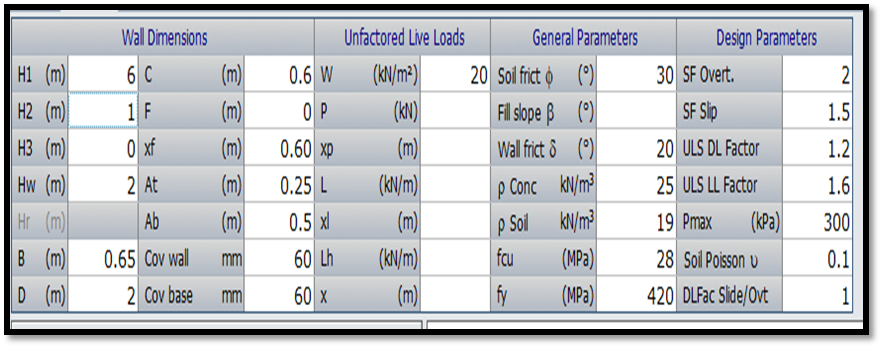 Wall Dimensions Unfactored Live Loads General Parameters Design Parameters
H1 (m) 6 C (m) 0.6 W (kN/m²) 20 Soil frict ϕ (°) 30 SF Overt. 2
H2 (m) 1 F (m) 0 P (kN) Fill slope β (°) SF Slip 1.5
H3 (m) 0 xf (m) 0.60 xp (m) Wall frict δ (°) 20 ULS DL Factor 1.2
Hw (m) 2 At (m) 0.25 L (kN/m) ρ Conc kN/m³ 25 ULS LL Factor 1.6
Hr (m) Ab (m) 0.5 xl (m) ρ Soil kN/m³ 19 Pmax (kPa) 300
B (m) 0.65 Cov wall mm 60 Lh (kN/m) fcu (MPa) 28 Soil Poisson υ 0.1
D (m) 2 Cov base mm 60 x (m) fy (MPa) 420 DLFac Slide/Ovt 1